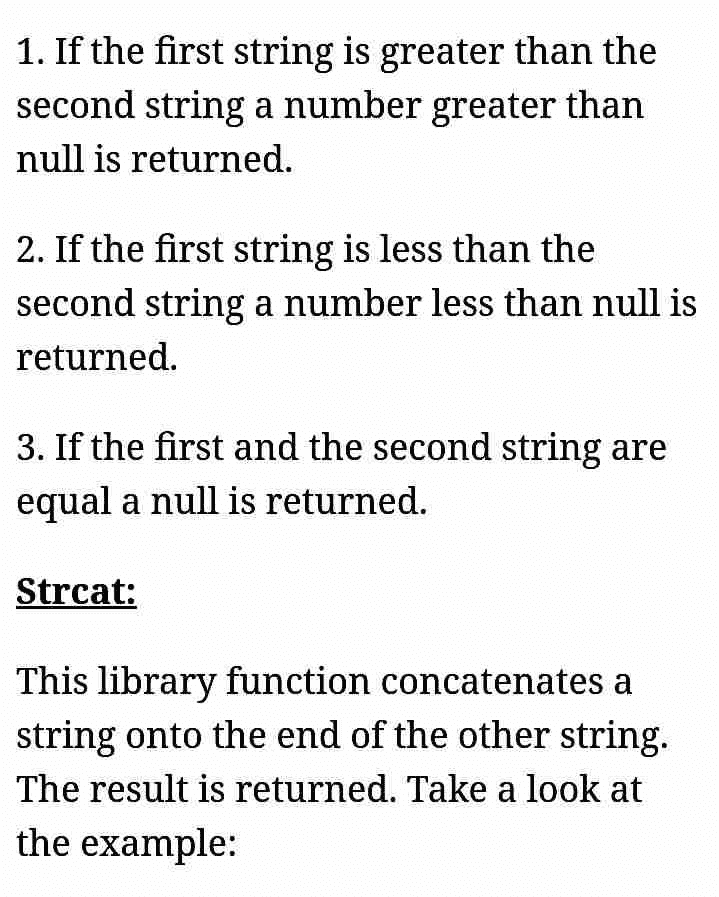 1. If the first string is greater than the
second string a number greater than
null is returned.
2. If the first string is less than the
second string a number less than null is
returned.
3. If the first and the second string are
equal a null is returned.
Strcat:
This library function concatenates a
string onto the end of the other string.
The result is returned. Take a look at
the example: